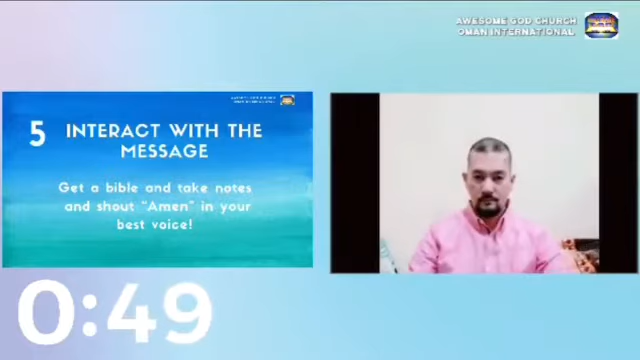 AWESOME GOD CHURCH
OMAN INTERNATIONAL
5 INTERACT WITH THE
MESSAGE
Get a bible and take notes
and shout "Amen" in your
best voice!
0:49